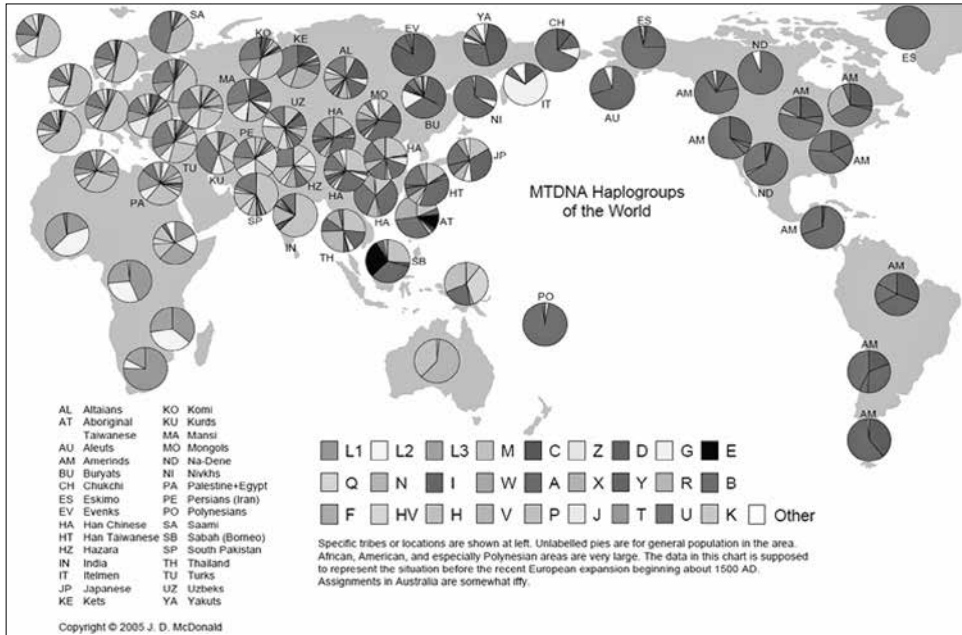 SA
KO
KE
AL
EV
YA
CH
ES
ES
ND
MA
MO
UZ
HA
BU
NI
IT
AU
AM
AM
AM
PE
HA
JP
TU
KU
HZ
HA
HT
AM
ND
AM
PA
SP
IN
TH
HA
AT
SB
AM
MTDNA Haplogroups
of the World
PO
AM
AM
AM
AL Altaians KO Komi
AT Aboriginal KU Kurds
Taiwanese MA Mansi
AU Aleuts MO Mongols
AM Amerinds ND Na-Dene
BU Buryats NI Nivkhs
CH Chukchi PA Palestine+Egypt
ES Eskimo PE Persians (Iran)
EV Evenks PO Polynesians
HA Han Chinese SA Saami
HT Han Taiwanese SB Sabah (Borneo)
HZ Hazara SP South Pakistan
IN India TH Thailand
IT Itelmen TU Turks
JP Japanese UZ Uzbeks
KE Kets YA Yakuts
L1 L2 L3 M C Z D G E
Q N I W A X Y R B
F HV H V P J T U K Other
Specific tribes or locations are shown at left. Unlabelled pies are for general population in the area.
African, American, and especially Polynesian areas are very large. The data in this chart is supposed
to represent the situation before the recent European expansion beginning about 1500 AD.
Assignments in Australia are somewhat iffy.
Copyright © 2005 J. D. McDonald